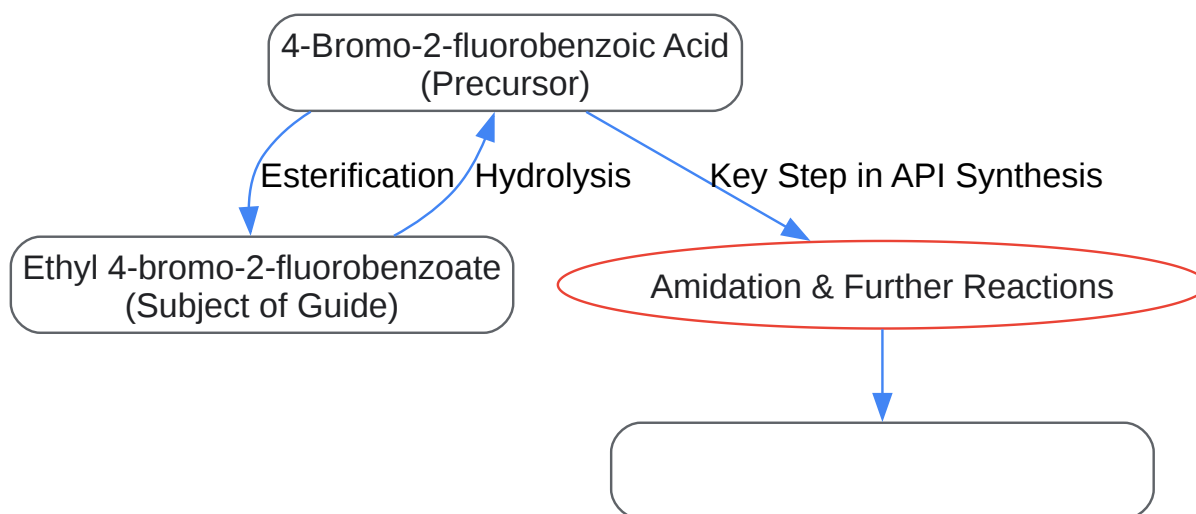 4-Bromo-2-fluorobenzoic Acid
(Precursor)
Esterification
Hydrolysis
Key Step in API Synthesis
Ethyl 4-bromo-2-fluorobenzoate
(Subject of Guide)
Amidation & Further Reactions